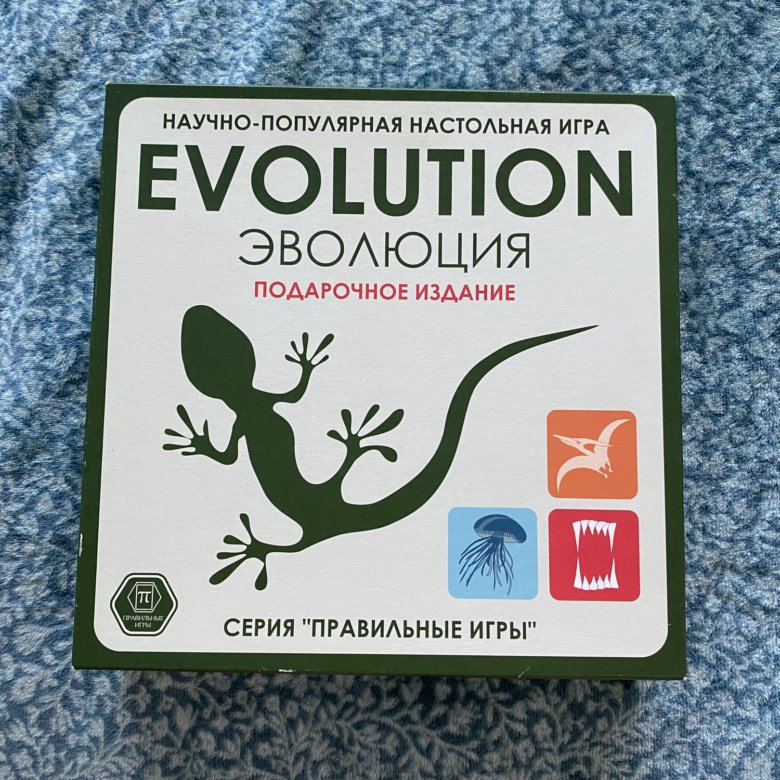 НАУЧНО-ПОПУЛЯРНАЯ НАСТОЛЬНАЯ ИГРА
EVOLUTION
ЭВОЛЮЦИЯ
ПОДАРОЧНОЕ ИЗДАНИЕ
π
ПРАВИЛЬНЫЕ
ИГРЫ
СЕРИЯ "ПРАВИЛЬНЫЕ ИГРЫ"